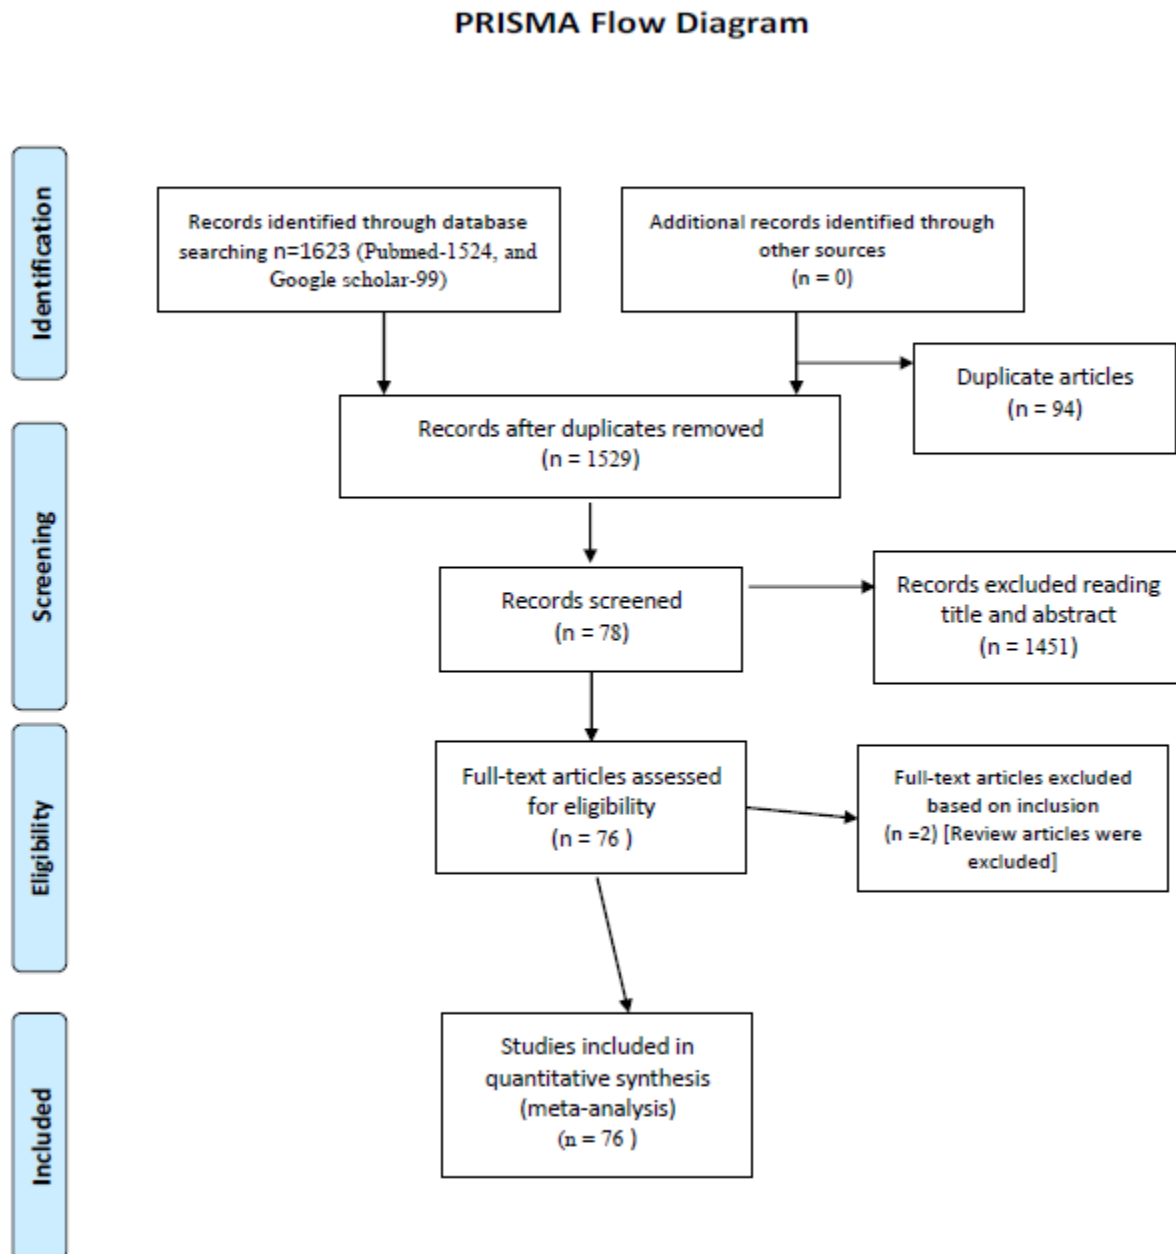 PRISMA Flow Diagram
Identification
Records identified through database
searching n=1623 (Pubmed-1524, and
Google scholar-99)
Additional records identified through
other sources
(n = 0)
Duplicate articles
(n = 94)
Records after duplicates removed
(n = 1529)
Screening
Records screened
(n = 78)
Records excluded reading
title and abstract
(n = 1451)
Eligibility
Full-text articles assessed
for eligibility
(n = 76 )
Full-text articles excluded
based on inclusion
(n =2) [Review articles were
excluded]
Included
Studies included in
quantitative synthesis
(meta-analysis)
(n = 76 )